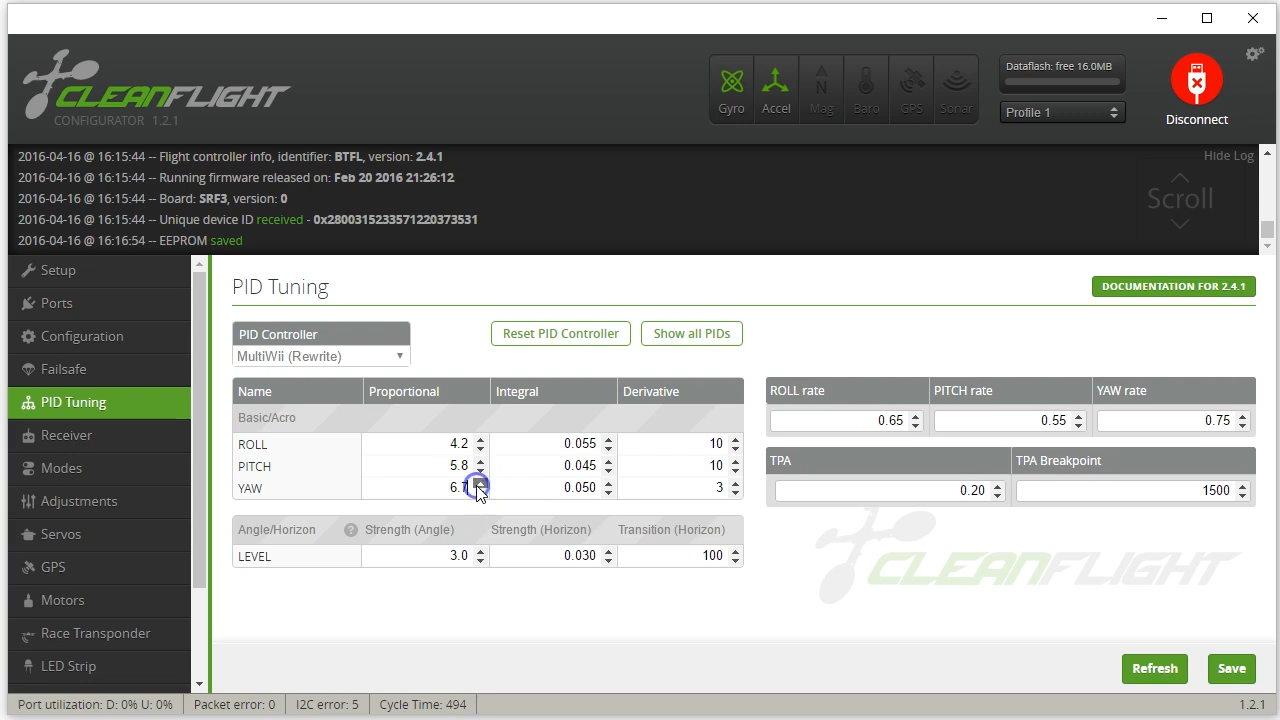 CLEANFLIGHT
CONFIGURATOR 1.2.1
Gyro
Accel
Mag
Baro
GPS
Sonar
Dataflash: free 16.0MB
Profile 1
Disconnect
2016-04-16 @ 16:15:44 -- Flight controller info, identifier: BTFL, version: 2.4.1
Hide Log
2016-04-16 @ 16:15:44 -- Running firmware released on: Feb 20 2016 21:26:12
2016-04-16 @ 16:15:44 -- Board: SRF3, version: 0
Scroll
2016-04-16 @ 16:15:44 -- Unique device ID received - 0x2800315233571220373531
2016-04-16 @ 16:16:54 -- EEPROM saved
Setup
Ports
Configuration
Failsafe
PID Tuning
Receiver
Modes
Adjustments
Servos
GPS
Motors
Race Transponder
LED Strip
PID Tuning
DOCUMENTATION FOR 2.4.1
PID Controller
MultiWii (Rewrite)
Reset PID Controller
Show all PIDs
Name Proportional Integral Derivative
Basic/Acro
ROLL 4.2 0.055 10
PITCH 5.8 0.045 10
YAW 6.7 0.050 3
Angle/Horizon ? Strength (Angle) Strength (Horizon) Transition (Horizon)
LEVEL 3.0 0.030 100
ROLL rate PITCH rate YAW rate
0.65 0.55 0.75
TPA TPA Breakpoint
0.20 1500
CLEANFLIGHT
Refresh
Save
Port utilization: D: 0% U: 0% Packet error: 0 I2C error: 5 Cycle Time: 494 1.2.1